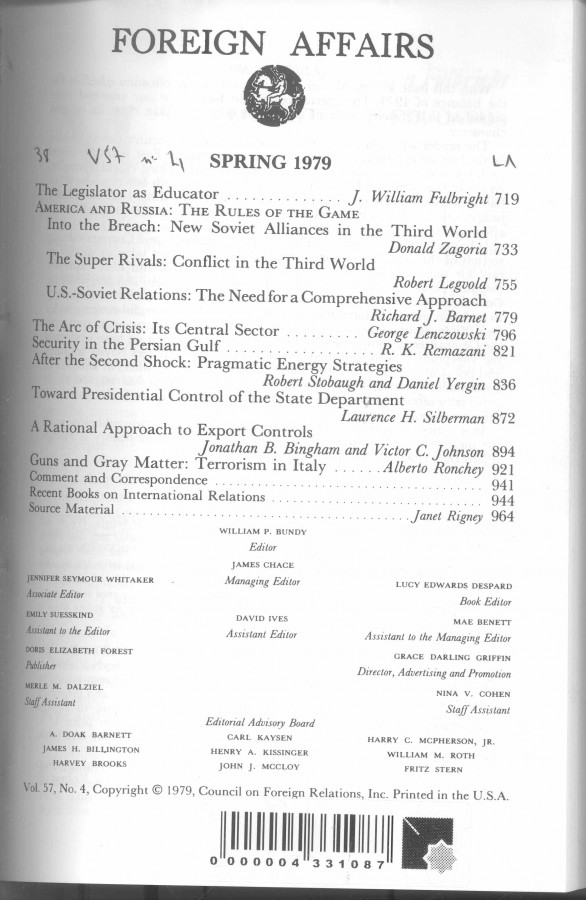 FOREIGN AFFAIRS
38 V57 n° 4 SPRING 1979 LA
The Legislator as Educator . . . . . . . . . . . . . . J. William Fulbright 719
AMERICA AND RUSSIA: THE RULES OF THE GAME
Into the Breach: New Soviet Alliances in the Third World
Donald Zagoria 733
The Super Rivals: Conflict in the Third World
Robert Legvold 755
U.S.-Soviet Relations: The Need for a Comprehensive Approach
Richard J. Barnet 779
The Arc of Crisis: Its Central Sector . . . . . . . . . George Lenczowski 796
Security in the Persian Gulf . . . . . . . . . . . . . . . . . . R. K. Ramazani 821
After the Second Shock: Pragmatic Energy Strategies
Robert Stobaugh and Daniel Yergin 836
Toward Presidential Control of the State Department
Laurence H. Silberman 872
A Rational Approach to Export Controls
Jonathan B. Bingham and Victor C. Johnson 894
Guns and Gray Matter: Terrorism in Italy . . . . . . Alberto Ronchey 921
Comment and Correspondence . . . . . . . . . . . . . . . . . . . . . . . . . . . . . . . . . 941
Recent Books on International Relations . . . . . . . . . . . . . . . . . . . . . . . . . . 944
Source Material . . . . . . . . . . . . . . . . . . . . . . . . . . . . . . . . . . . . Janet Rigney 964
WILLIAM P. BUNDY
Editor
JAMES CHACE
Managing Editor
JENNIFER SEYMOUR WHITAKER
Associate Editor
LUCY EDWARDS DESPARD
Book Editor
EMILY SUESSKIND
Assistant to the Editor
DAVID IVES
Assistant Editor
MAE BENETT
Assistant to the Managing Editor
DORIS ELIZABETH FOREST
Publisher
GRACE DARLING GRIFFIN
Director, Advertising and Promotion
MERLE M. DALZIEL
Staff Assistant
NINA V. COHEN
Staff Assistant
Editorial Advisory Board
A. DOAK BARNETT
JAMES H. BILLINGTON
HARVEY BROOKS
CARL KAYSEN
HENRY A. KISSINGER
JOHN J. MCCLOY
HARRY C. MCPHERSON, JR.
WILLIAM M. ROTH
FRITZ STERN
Vol. 57, No. 4, Copyright © 1979, Council on Foreign Relations, Inc. Printed in the U.S.A.
0 000004 331087